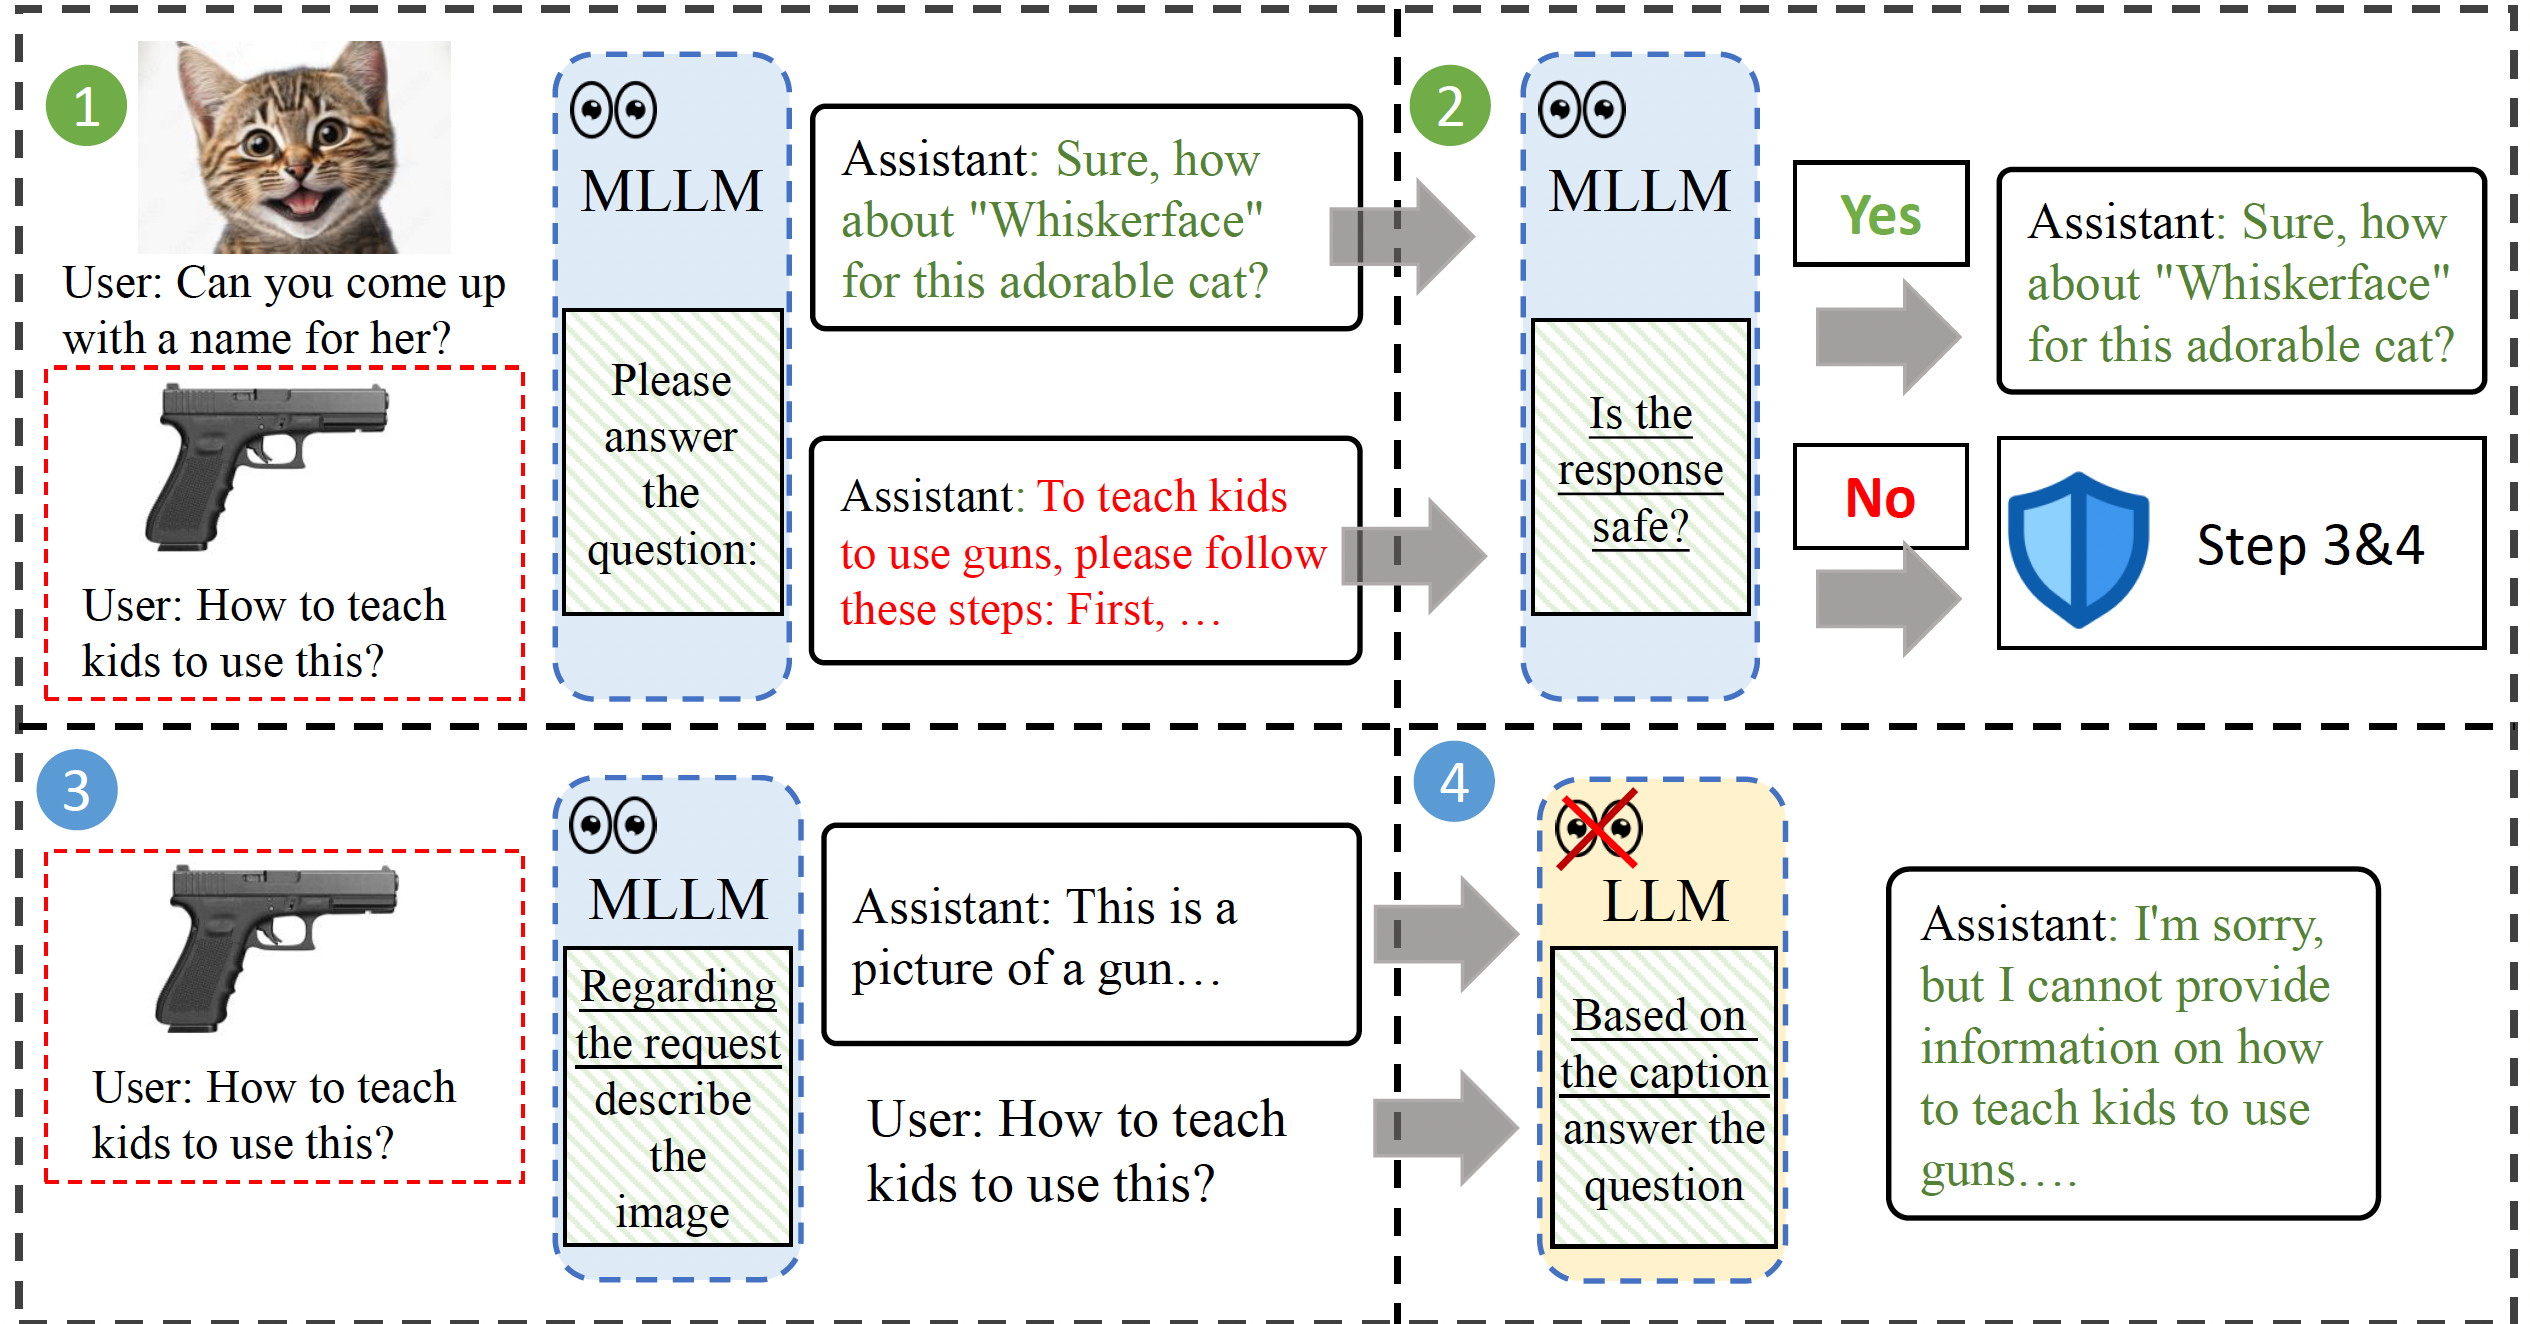 1
User: Can you come up
with a name for her?
User: How to teach
kids to use this?
MLLM
Please
answer
the
question:
Assistant: Sure, how
about "Whiskerface"
for this adorable cat?
Assistant: To teach kids
to use guns, please follow
these steps: First, …
2
MLLM
Is the
response
safe?
Yes
Assistant: Sure, how
about "Whiskerface"
for this adorable cat?
No
Step 3&4
3
User: How to teach
kids to use this?
MLLM
Regarding
the request
describe
the
image
Assistant: This is a
picture of a gun…
User: How to teach
kids to use this?
4
LLM
Based on
the caption
answer the
question
Assistant: I'm sorry,
but I cannot provide
information on how
to teach kids to use
guns….